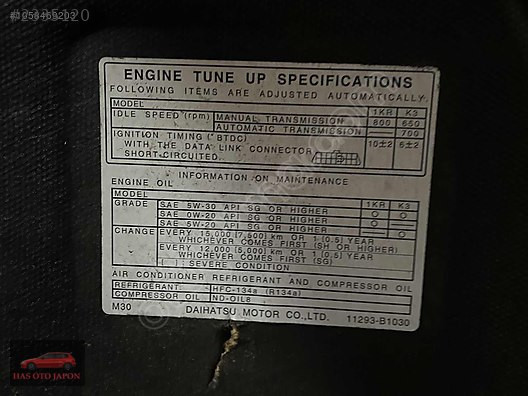 #1058469203
ENGINE TUNE UP SPECIFICATIONS
FOLLOWING ITEMS ARE ADJUSTED AUTOMATICALLY.
MODEL 1KR K3
IDLE SPEED (rpm) MANUAL TRANSMISSION 800 650
AUTOMATIC TRANSMISSION 700
IGNITION TIMING (°BTDC) 10±2 5±2
WITH THE DATA LINK CONNECTOR
SHORT-CIRCUITED.
INFORMATION ON MAINTENANCE
ENGINE OIL
MODEL 1KR K3
GRADE SAE 5W-30 API SG OR HIGHER O O
SAE 0W-20 API SG OR HIGHER O
SAE 5W-20 API SG OR HIGHER O O
CHANGE EVERY 15,000 (7,500) km OR 1 (0.5) YEAR
WHICHEVER COMES FIRST (SH OR HIGHER)
EVERY 12,000 (5,000) km OR 1 (0.5) YEAR
WHICHEVER COMES FIRST (SG)
( ):SEVERE CONDITION
AIR CONDITIONER REFRIGERANT AND COMPRESSOR OIL
REFRIGERANT: HFC-134a (R134a)
COMPRESSOR OIL ND-OIL8
M30 DAIHATSU MOTOR CO.,LTD. 11293-B1030
HAS OTO JAPON